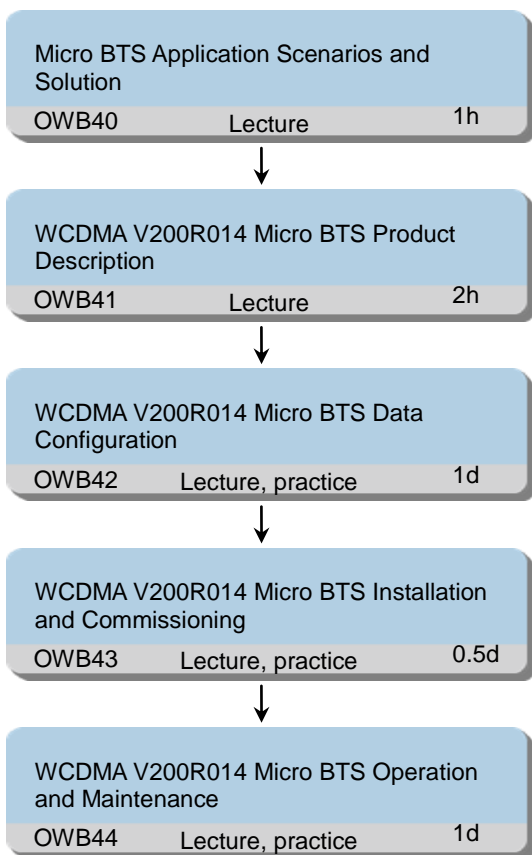 Micro BTS Application Scenarios and
Solution
OWB40 Lecture 1h
WCDMA V200R014 Micro BTS Product
Description
OWB41 Lecture 2h
WCDMA V200R014 Micro BTS Data
Configuration
OWB42 Lecture, practice 1d
WCDMA V200R014 Micro BTS Installation
and Commissioning
OWB43 Lecture, practice 0.5d
WCDMA V200R014 Micro BTS Operation
and Maintenance
OWB44 Lecture, practice 1d